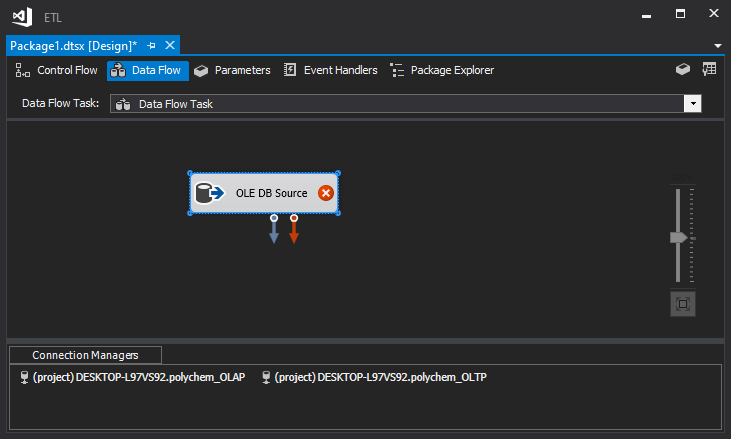 ETL
Package1.dtsx [Design]*
Control Flow Data Flow Parameters Event Handlers Package Explorer
Data Flow Task: Data Flow Task
OLE DB Source
Connection Managers
(project) DESKTOP-L97VS92.polychem_OLAP (project) DESKTOP-L97VS92.polychem_OLTP